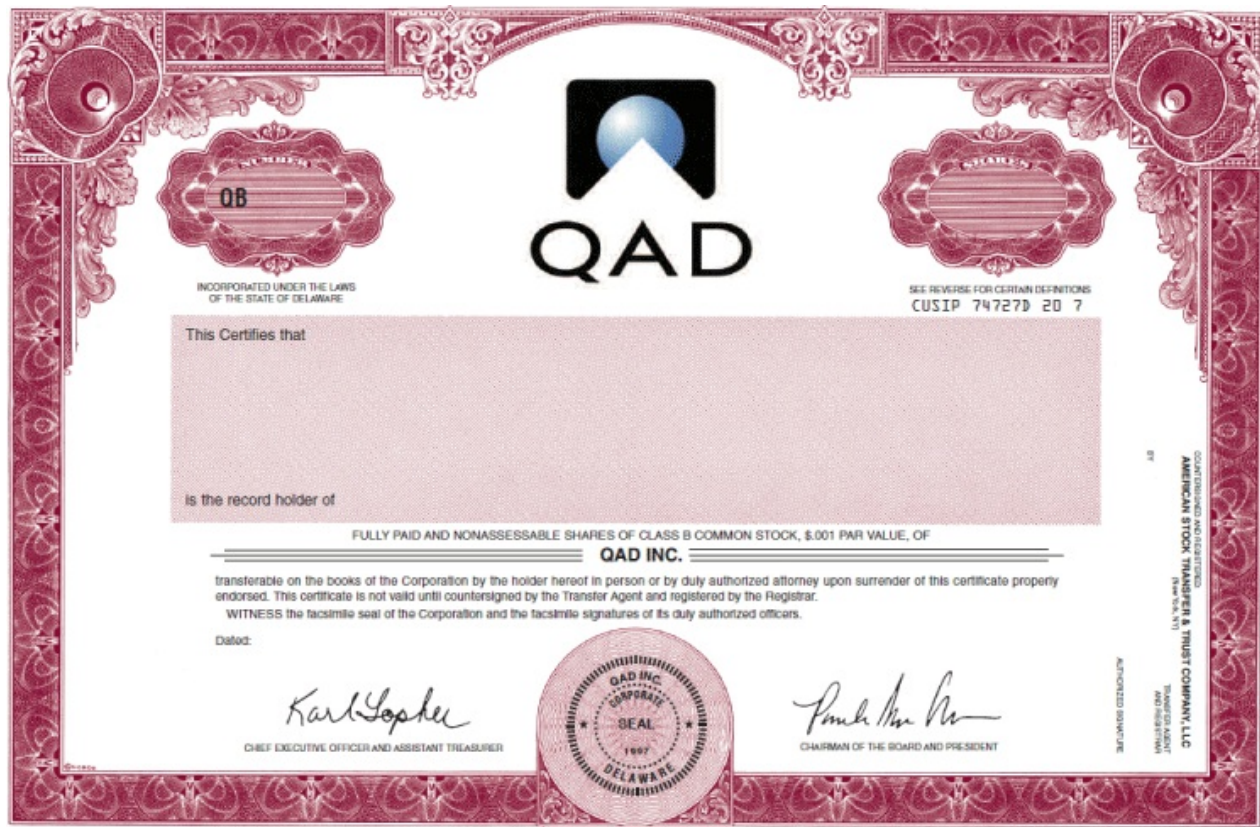 NUMBER
QB
QAD
SHARES
INCORPORATED UNDER THE LAWS
OF THE STATE OF DELAWARE
SEE REVERSE FOR CERTAIN DEFINITIONS
CUSIP 74727D 20 7
This Certifies that
is the record holder of
FULLY PAID AND NONASSESSABLE SHARES OF CLASS B COMMON STOCK, $.001 PAR VALUE, OF
QAD INC.
transferable on the books of the Corporation by the holder hereof in person or by duly authorized attorney upon surrender of this certificate properly
endorsed. This certificate is not valid until countersigned by the Transfer Agent and registered by the Registrar.
WITNESS the facsimile seal of the Corporation and the facsimile signatures of its duly authorized officers.
Dated:
Karl Lopker
CHIEF EXECUTIVE OFFICER AND ASSISTANT TREASURER
QAD INC.
CORPORATE
SEAL
1997
DELAWARE
CHAIRMAN OF THE BOARD AND PRESIDENT
COUNTERSIGNED AND REGISTERED
AMERICAN STOCK TRANSFER & TRUST COMPANY, LLC
(New York, NY)
TRANSFER AGENT
AND REGISTRAR
BY
AUTHORIZED SIGNATURE